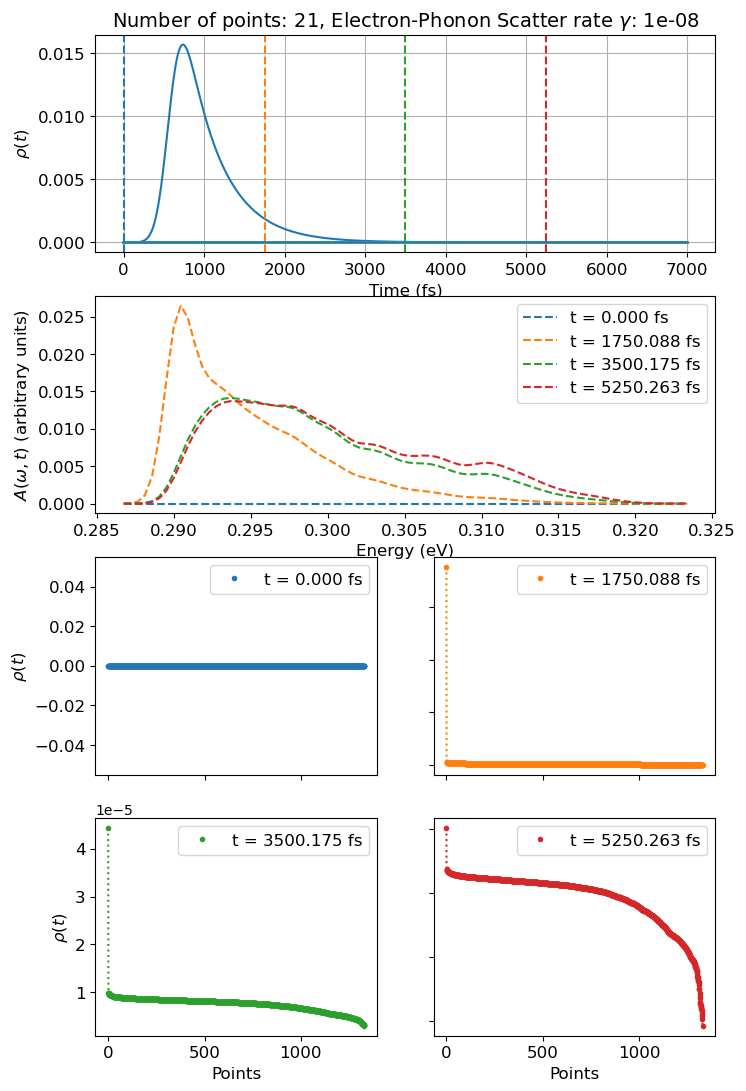 Number of points: 21, Electron-Phonon Scatter rate γ: 1e-08
0.015
0.010
0.005
0.000
ρ(t)
0 1000 2000 3000 4000 5000 6000 7000
Time (fs)
0.025
0.020
0.015
0.010
0.005
0.000
A(ω, t) (arbitrary units)
t = 0.000 fs
t = 1750.088 fs
t = 3500.175 fs
t = 5250.263 fs
0.285 0.290 0.295 0.300 0.305 0.310 0.315 0.320 0.325
Energy (eV)
0.04
0.02
0.00
−0.02
−0.04
ρ(t)
t = 0.000 fs
t = 1750.088 fs
1e−5
4
3
2
1
ρ(t)
t = 3500.175 fs
0 500 1000
Points
t = 5250.263 fs
0 500 1000
Points